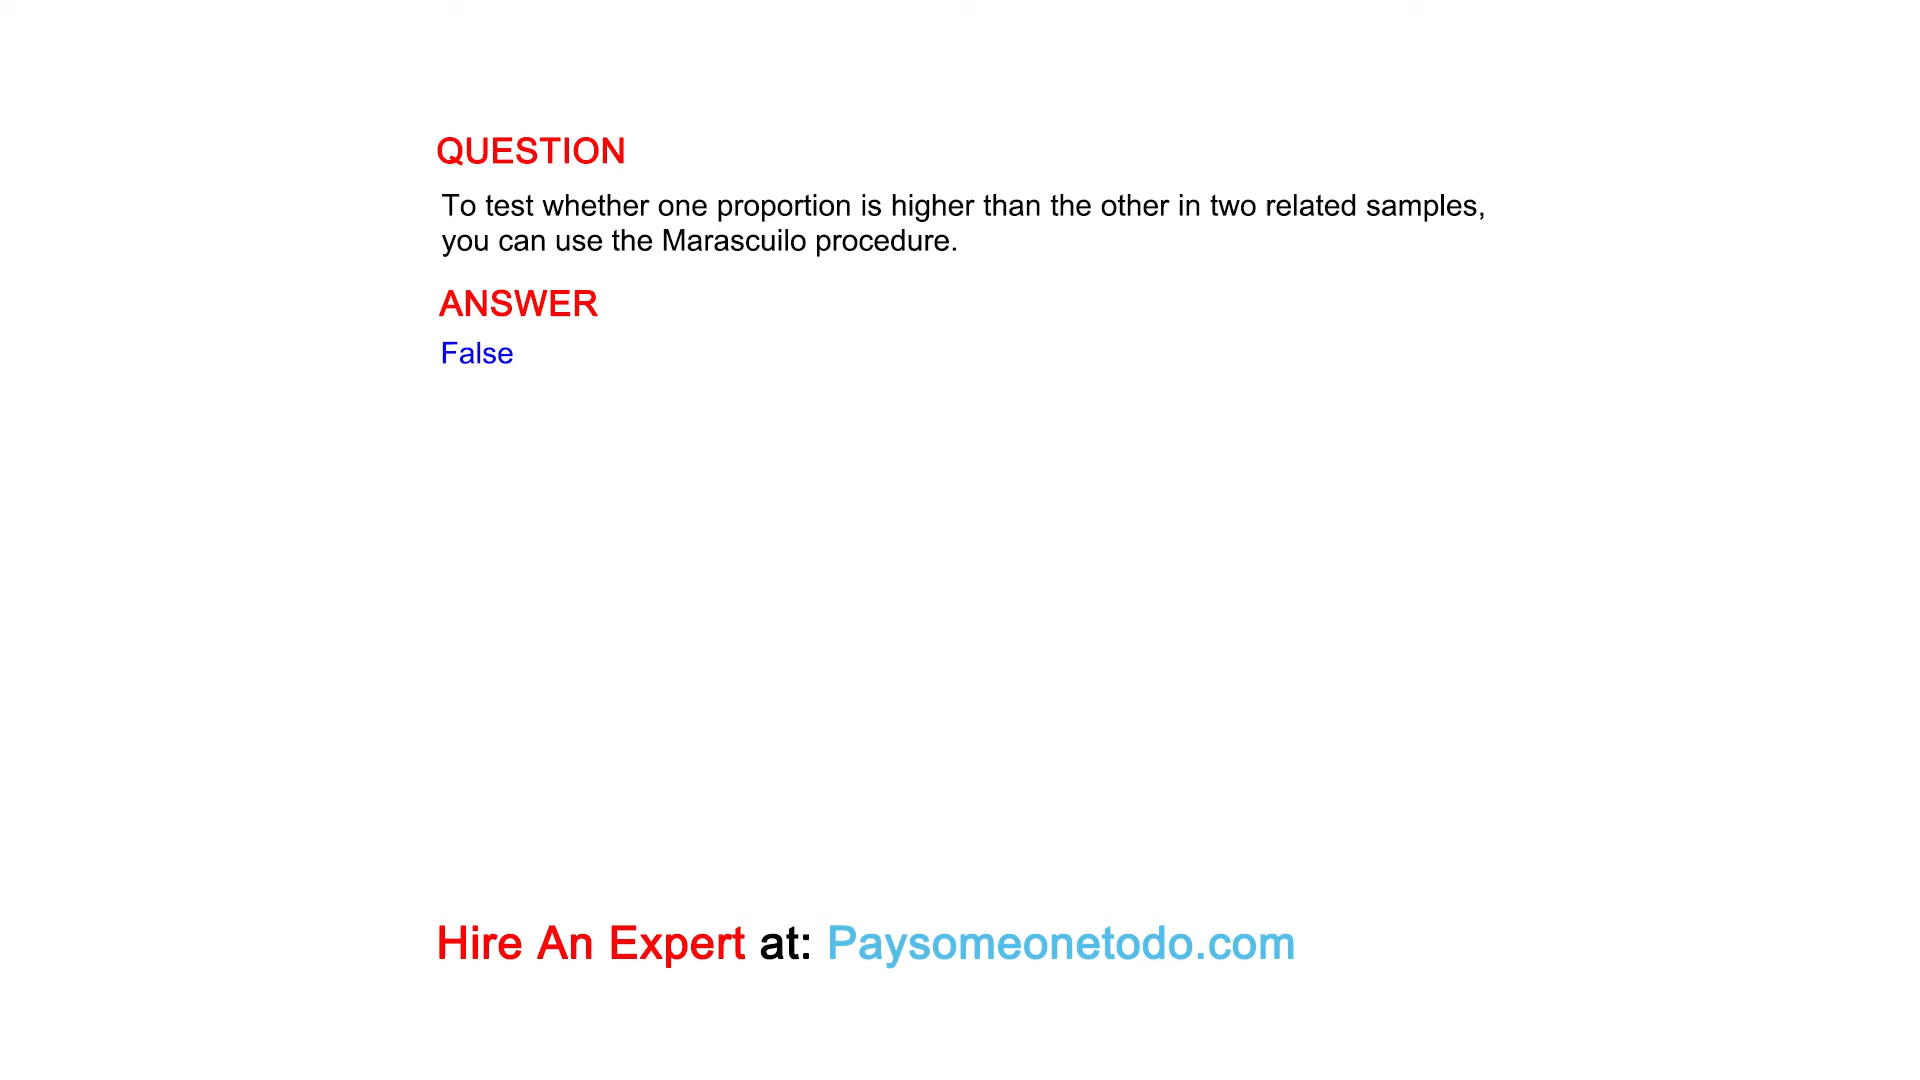 QUESTION
To test whether one proportion is higher than the other in two related samples,
you can use the Marascuilo procedure.
ANSWER
False
Hire An Expert at: Paysomeonetodo.com